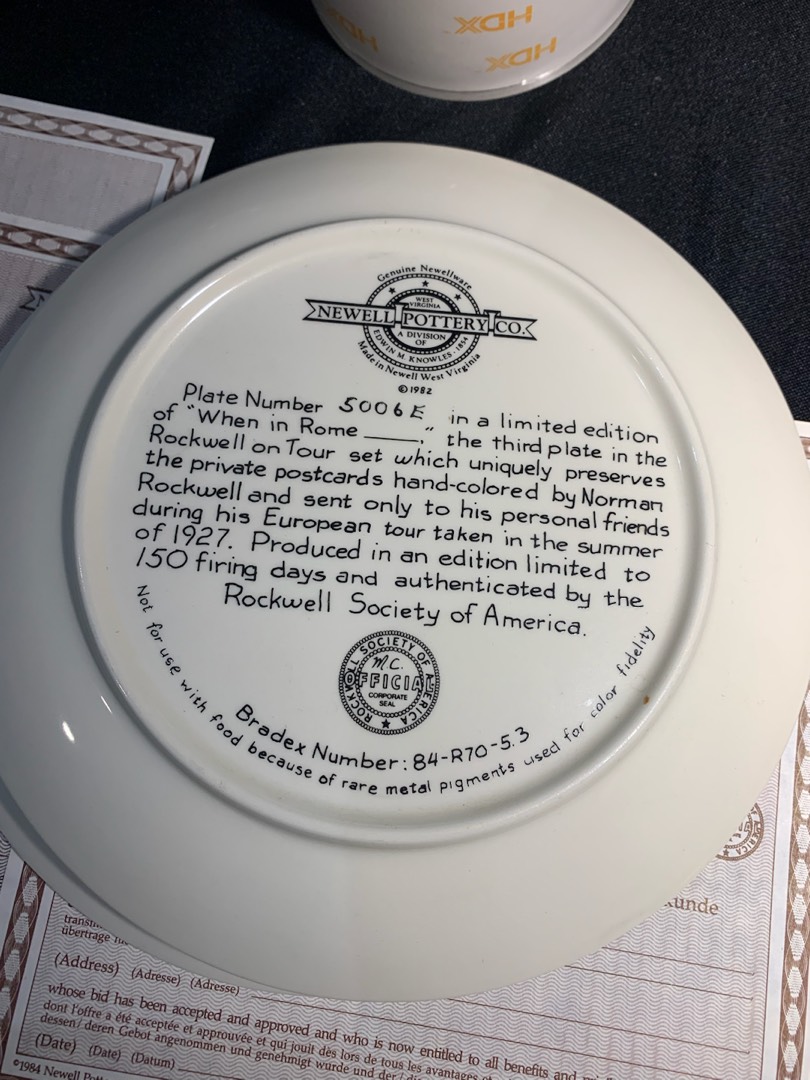 HDX
HDX
HDX
Genuine Newellware
WEST
VIRGINIA
NEWELL POTTERY CO.
A DIVISION
OF
EDWIN M. KNOWLES · 1854
Made in Newell West Virginia
©1982
Plate Number 5006E in a limited edition
of "When in Rome ____," the third plate in the
Rockwell on Tour set which uniquely preserves
the private postcards hand-colored by Norman
Rockwell and sent only to his personal friends
during his European tour taken in the summer
of 1927. Produced in an edition limited to
150 firing days and authenticated by the
Rockwell Society of America.
ROCKWELL SOCIETY OF AMERICA
M.C.
OFFICIAL
CORPORATE
SEAL
Bradex Number: 84-R70-5.3
Not for use with food because of rare metal pigments used for color fidelity
übertrage
(Address) (Adresse) (Adresse)
whose bid has been accepted and approved and who is now entitled to all benefits and
dont l'offre a été acceptée et approuvée et qui jouit dès lors de tous les avantages et
dessen/deren Gebot angenommen und genehmigt wurde und der/
(Date) (Date) (Datum)
©1984 Newell